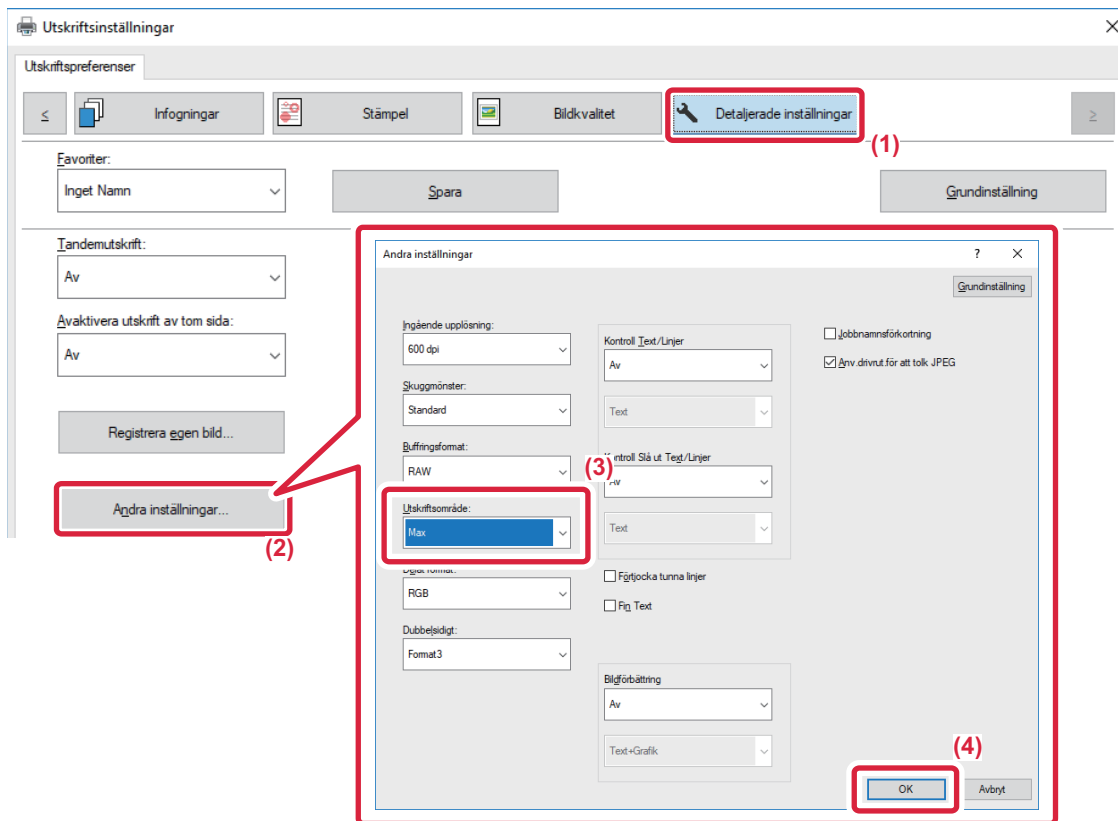 Utskriftsinställningar
Utskriftspreferenser
<
Infogningar
Stämpel
Bildkvalitet
Detaljerade inställningar
>
(1)
Favoriter:
Inget Namn
Spara
Grundinställning
Tandemutskrift:
Av
Avaktivera utskrift av tom sida:
Av
Registrera egen bild...
Andra inställningar...
(2)
Andra inställningar
?
Grundinställning
Ingående upplösning:
600 dpi
Skuggmönster:
Standard
Buffringsformat:
RAW
(3)
Utskriftsområde:
Max
RGB
Dubbelsidigt:
Format3
Kontroll Text/Linjer
Av
Text
Kontroll Slå ut Text/Linjer
Av
Text
Förtjocka tunna linjer
Fin Text
Bildförbättring
Av
Text+Grafik
Jobbnamnsförkortning
Anv.drivrut.för att tolk JPEG
(4)
OK
Avbryt